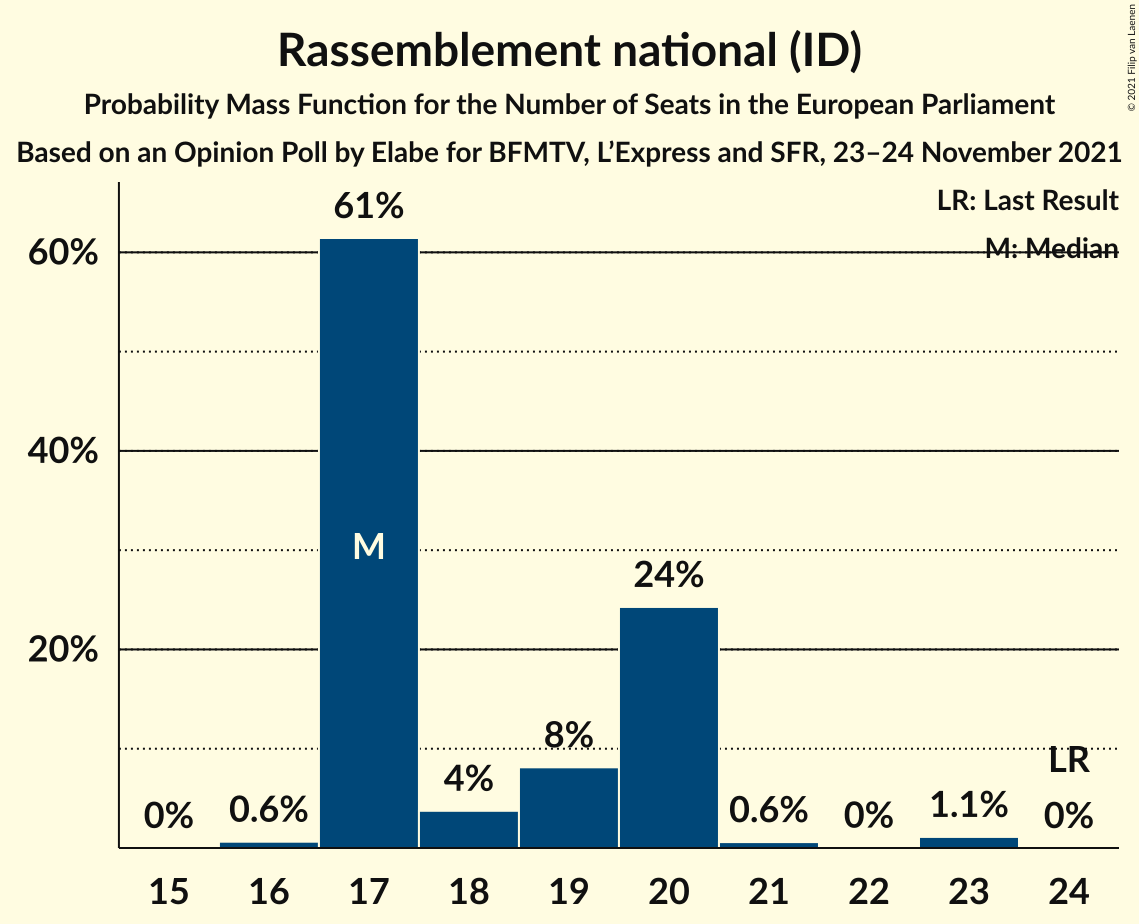 Rassemblement national (ID)
Probability Mass Function for the Number of Seats in the European Parliament
Based on an Opinion Poll by Elabe for BFMTV, L’Express and SFR, 23–24 November 2021
© 2021 Filip van Laenen
LR: Last Result
M: Median
60%
40%
20%
0%
0.6%
61%
M
4%
8%
24%
0.6%
0%
1.1%
LR
0%
15 16 17 18 19 20 21 22 23 24